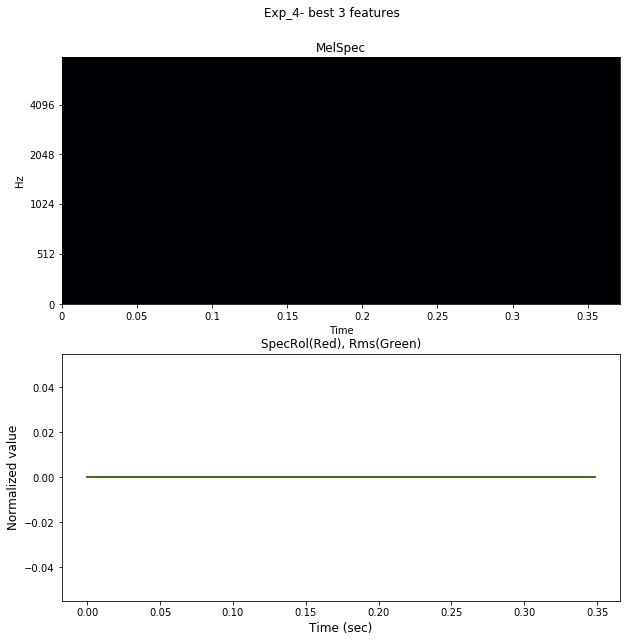 Exp_4- best 3 features
MelSpec
4096
2048
1024
512
0
Hz
0 0.05 0.1 0.15 0.2 0.25 0.3 0.35
Time
SpecRol(Red), Rms(Green)
0.04
0.02
0.00
−0.02
−0.04
Normalized value
0.00 0.05 0.10 0.15 0.20 0.25 0.30 0.35
Time (sec)